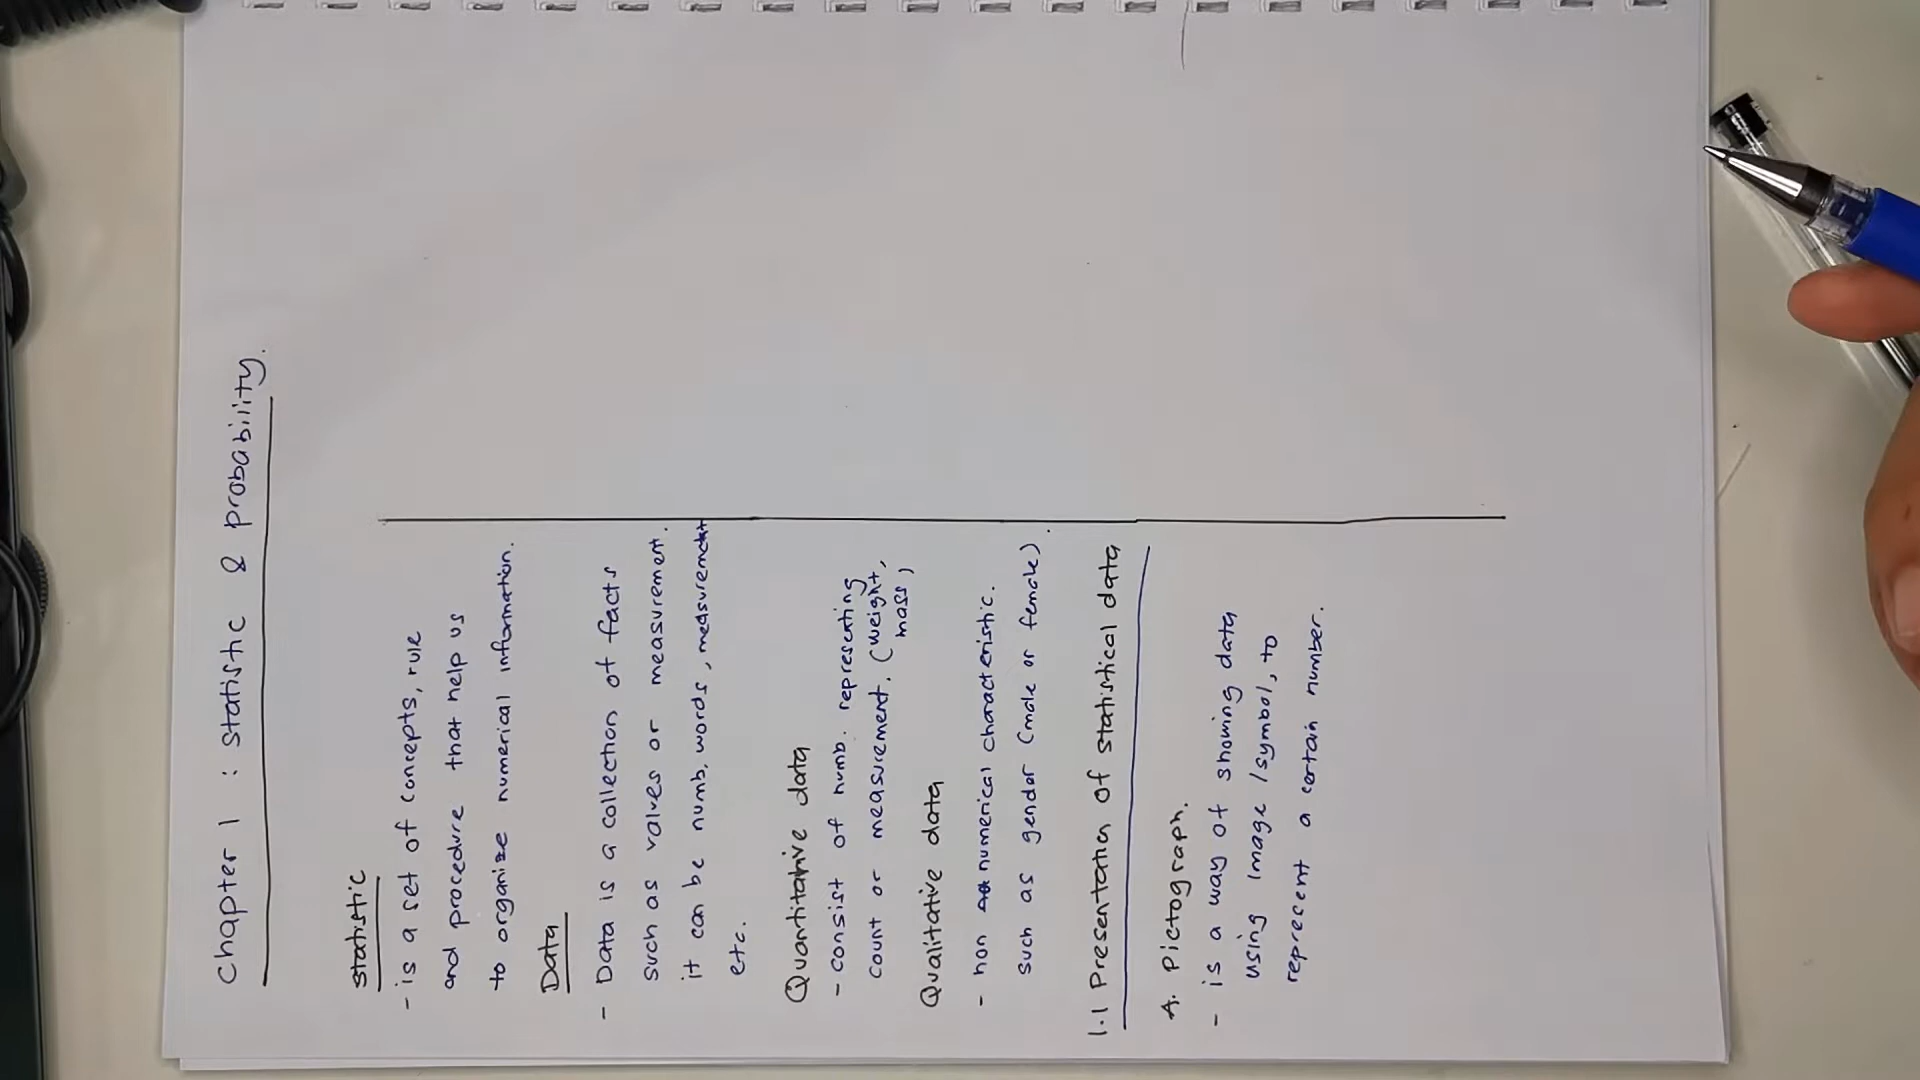 Chapter 1 : statistic & probability.
statistic
- is a set of concepts, rule
and procedure that help us
to organize numerical information.
Data
- Data is a collection of facts
such as values or measurement.
it can be numb, words, measuremet
etc.
Quantitative data
- consist of numb. representing
count or measurement. (weight,
mass)
Qualitative data
- non numerical characteristic.
such as gender (male or female).
1.1 Presentation of statistical data
A. Pictograph.
- is a way of showing data
using image /symbol, to
represent a certain number.